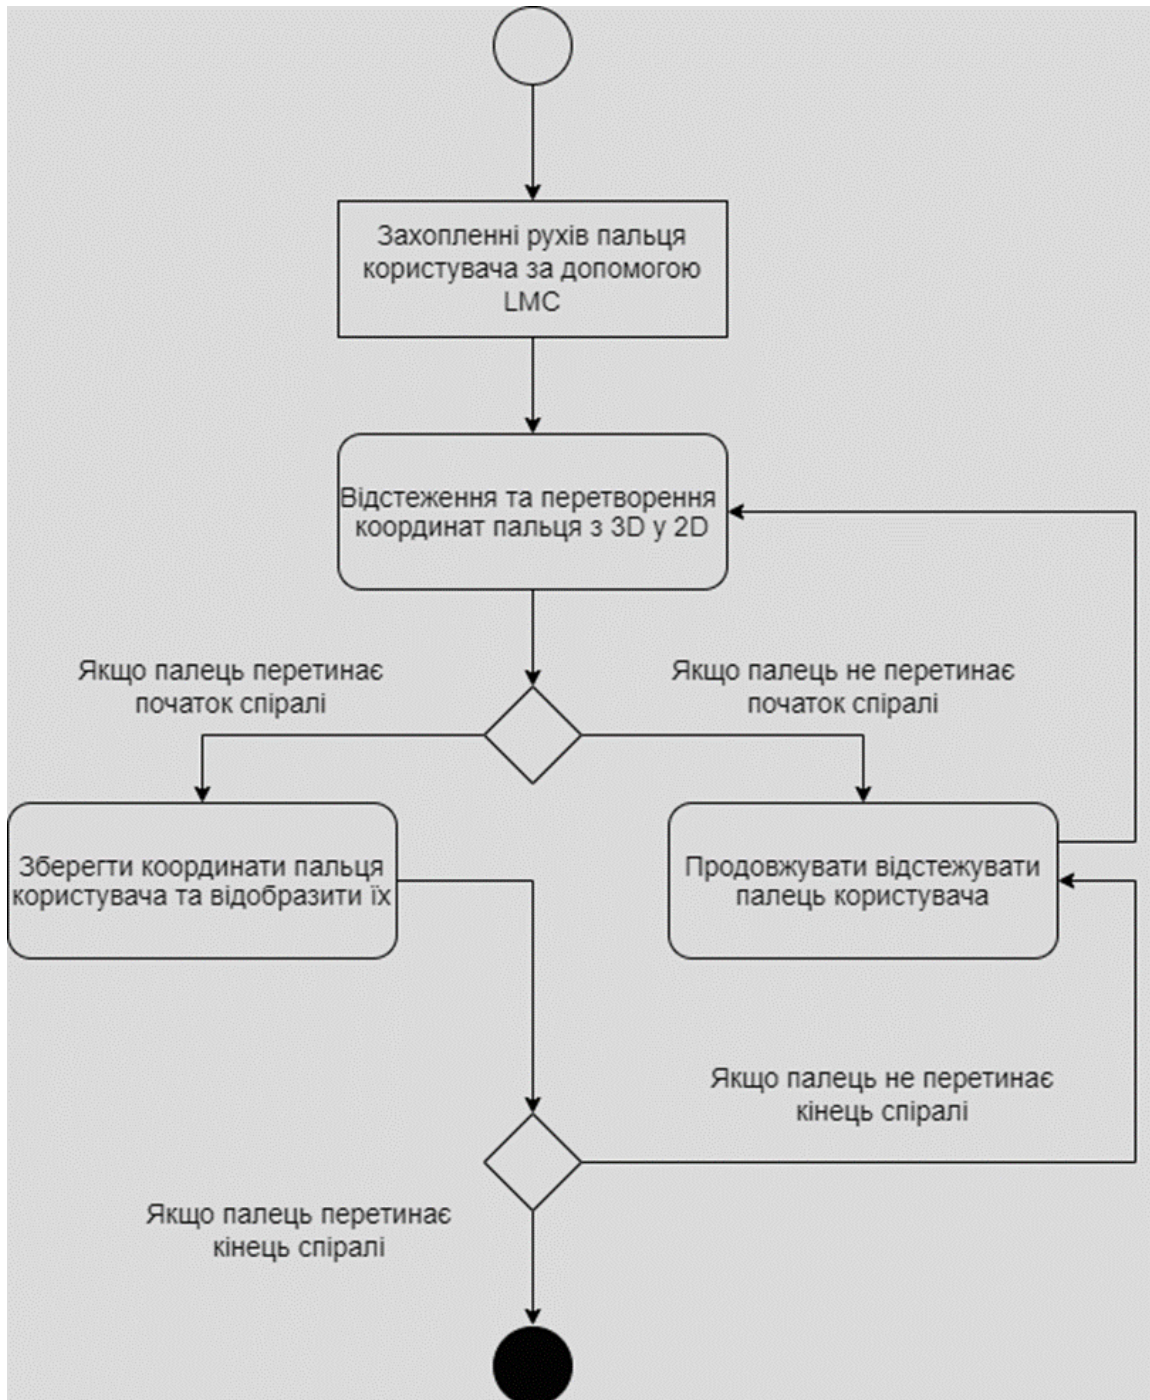 Захопленні рухів пальця
користувача за допомогою
LMC
Відстеження та перетворення
координат пальця з 3D у 2D
Якщо палець перетинає
початок спіралі
Якщо палець не перетинає
початок спіралі
Зберегти координати пальця
користувача та відобразити їх
Продовжувати відстежувати
палець користувача
Якщо палець не перетинає
кінець спіралі
Якщо палець перетинає
кінець спіралі